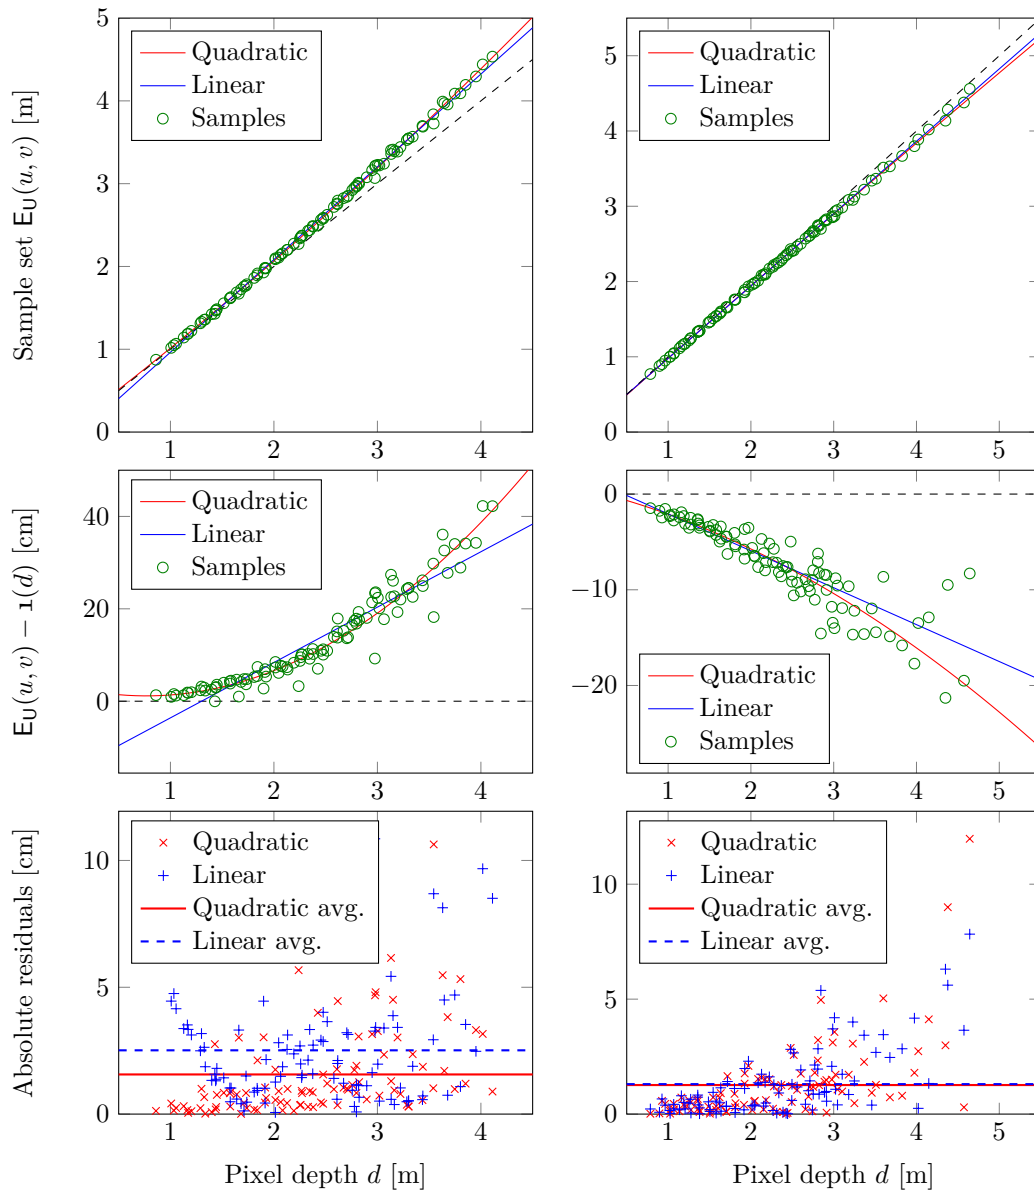 Sample set E_U(u, v) [m]
5
4
3
2
1
0
Quadratic
Linear
Samples
1 2 3 4
5
4
3
2
1
0
Quadratic
Linear
Samples
1 2 3 4 5
E_U(u, v) − 1(d) [cm]
40
20
0
Quadratic
Linear
Samples
1 2 3 4
0
−10
−20
Quadratic
Linear
Samples
1 2 3 4 5
Absolute residuals [cm]
10
5
0
Quadratic
Linear
Quadratic avg.
Linear avg.
1 2 3 4
Pixel depth d [m]
10
5
0
Quadratic
Linear
Quadratic avg.
Linear avg.
1 2 3 4 5
Pixel depth d [m]